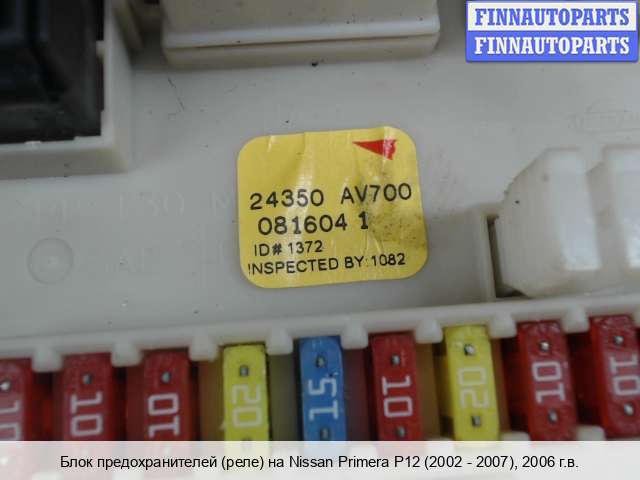 FINNAUTOPARTS
FINNAUTOPARTS
24350 AV700
081604 1
ID# 1372
INSPECTED BY:1082
10 10 10 20 15 10 20 10 10
Блок предохранителей (реле) на Nissan Primera P12 (2002 - 2007), 2006 г.в.